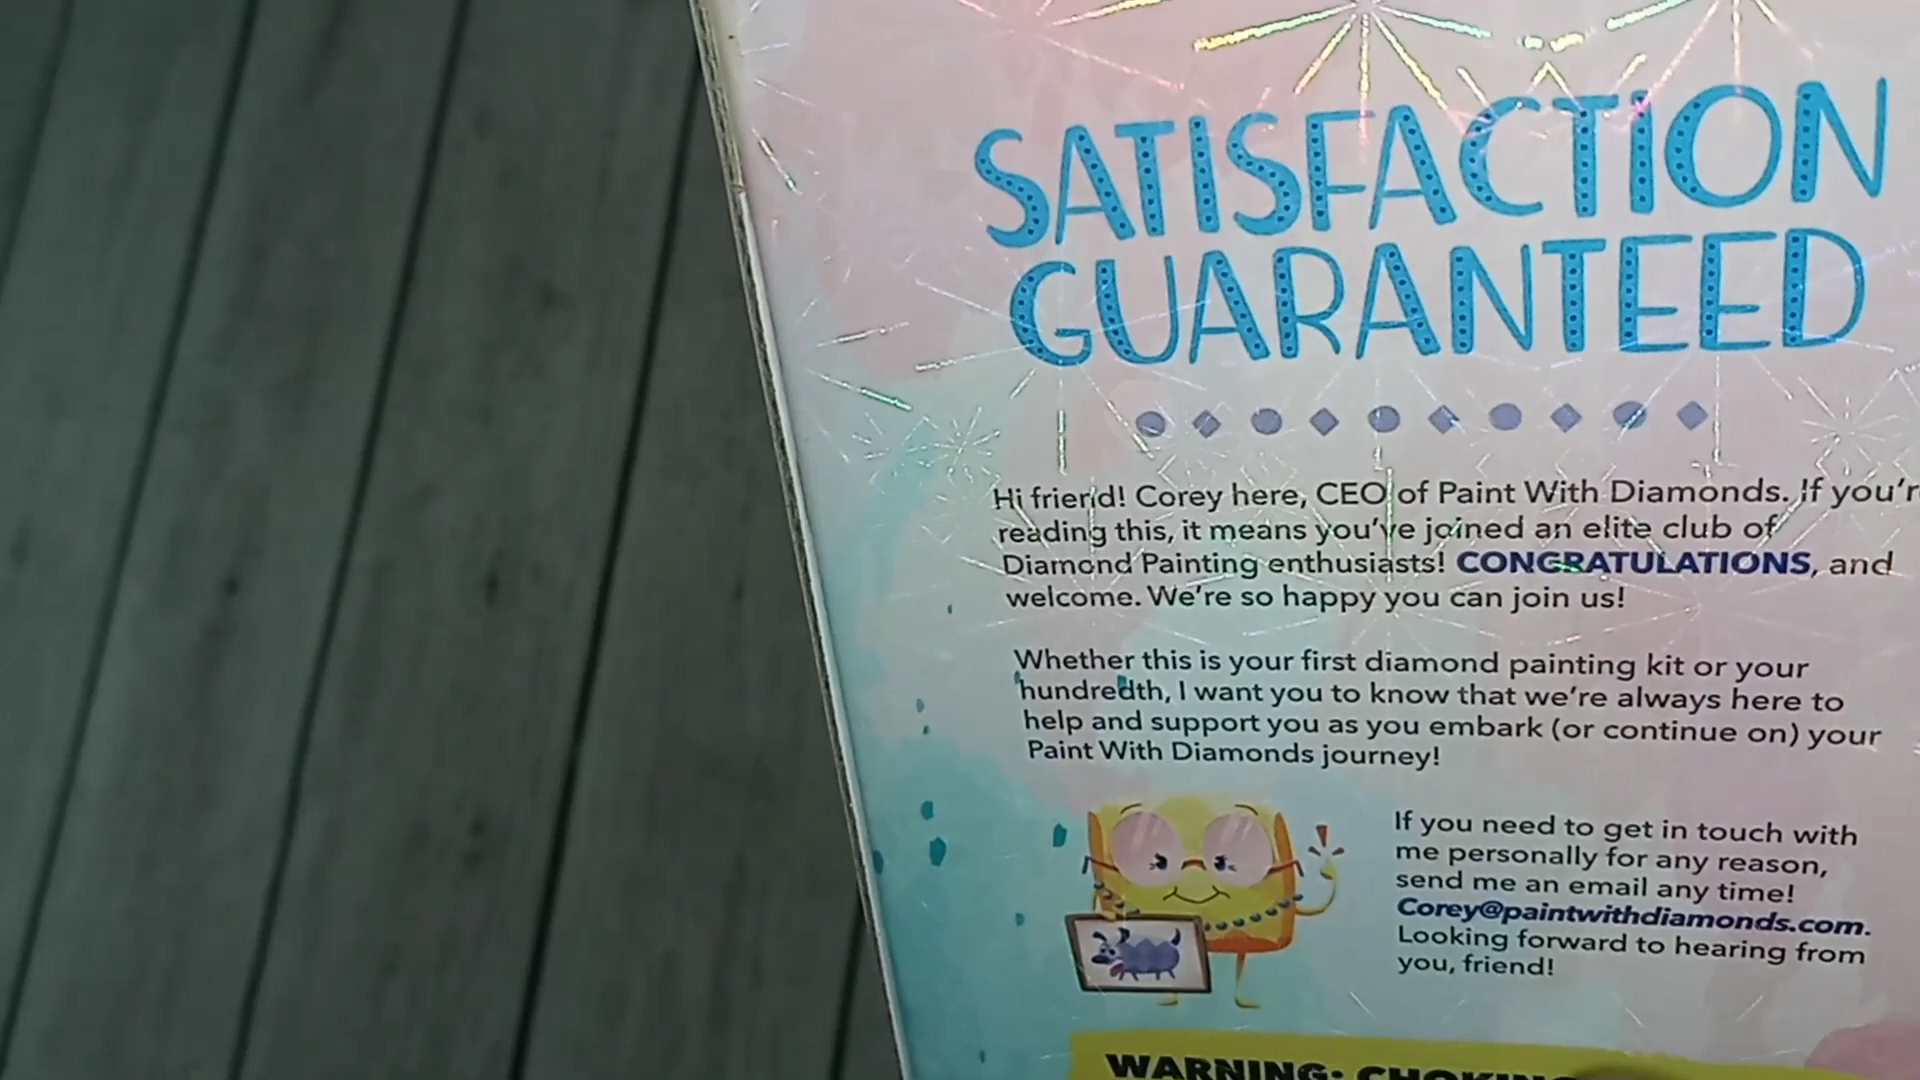 SATISFACTION
GUARANTEED
Hi friend! Corey here, CEO of Paint With Diamonds. If you'r
reading this, it means you've joined an elite club of
Diamond Painting enthusiasts! CONGRATULATIONS, and
welcome. We're so happy you can join us!
Whether this is your first diamond painting kit or your
hundredth, I want you to know that we're always here to
help and support you as you embark (or continue on) your
Paint With Diamonds journey!
If you need to get in touch with
me personally for any reason,
send me an email any time!
Corey@paintwithdiamonds.com.
Looking forward to hearing from
you, friend!
WARNING: CHOKING